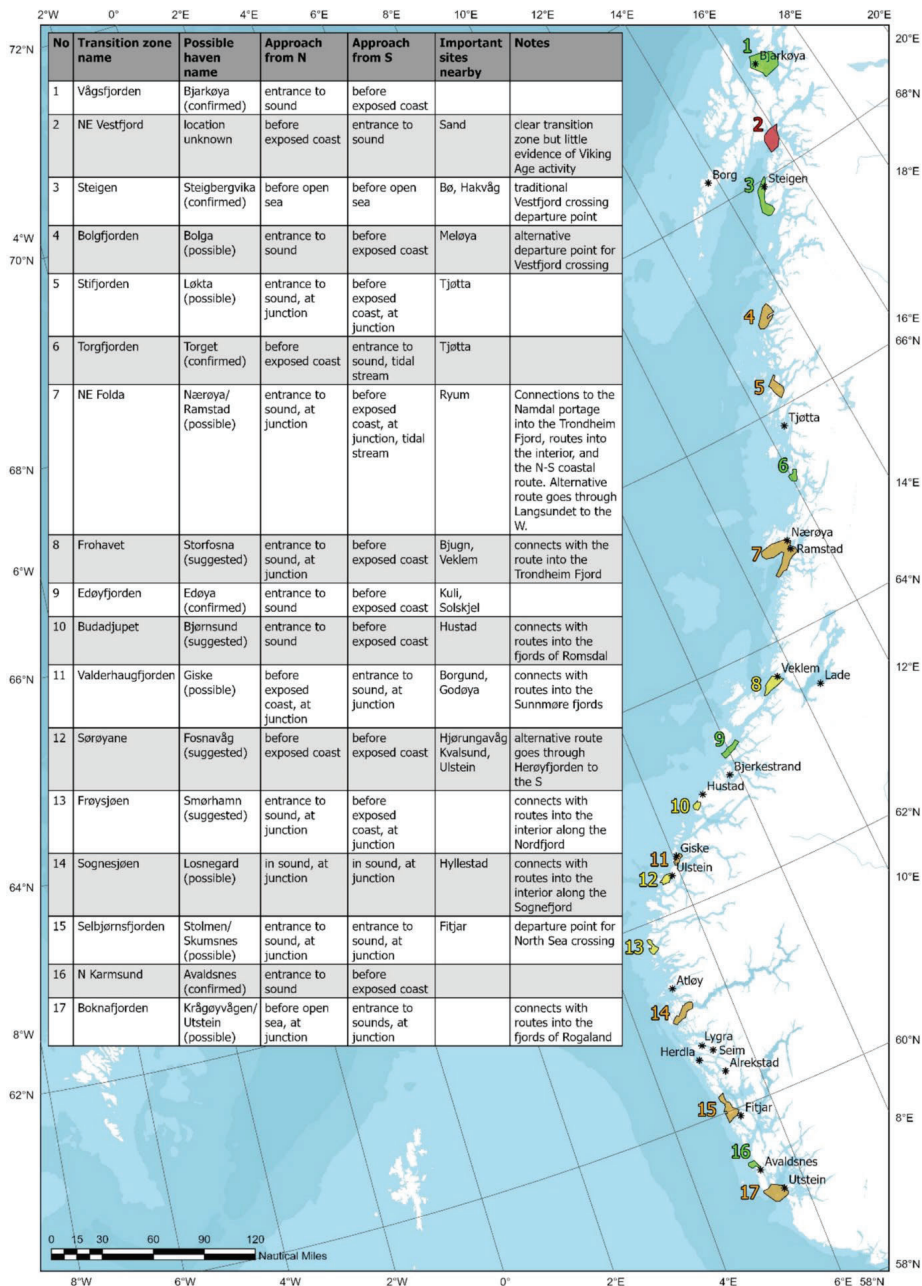 2°W 0° 2°E 4°E 6°E 8°E 10°E 12°E 14°E 16°E 18°E 20°E
No Transition zone name Possible haven name Approach from N Approach from S Important sites nearby Notes
1 Vågsfjorden Bjarkøya (confirmed) entrance to sound before exposed coast
2 NE Vestfjord location unknown before exposed coast entrance to sound Sand clear transition zone but little evidence of Viking Age activity
3 Steigen Steigbergvika (confirmed) before open sea before open sea Bø, Hakvåg traditional Vestfjord crossing departure point
4 Bolgfjorden Bolga (possible) entrance to sound before exposed coast Meløya alternative departure point for Vestfjord crossing
5 Stifjorden Løkta (possible) entrance to sound, at junction before exposed coast, at junction Tjøtta
6 Torgfjorden Torget (confirmed) before exposed coast entrance to sound, tidal stream Tjøtta
7 NE Folda Nærøya/ Ramstad (possible) entrance to sound, at junction before exposed coast, at junction, tidal stream Ryum Connections to the Namdal portage into the Trondheim Fjord, routes into the interior, and the N-S coastal route. Alternative route goes through Langsundet to the W.
8 Frohavet Storfosna (suggested) entrance to sound, at junction before exposed coast Bjugn, Veklem connects with the route into the Trondheim Fjord
9 Edøyfjorden Edøya (confirmed) entrance to sound before exposed coast Kuli, Solskjel
10 Budadjupet Bjørnsund (suggested) entrance to sound before exposed coast Hustad connects with routes into the fjords of Romsdal
11 Valderhaugfjorden Giske (possible) before exposed coast, at junction entrance to sound, at junction Borgund, Godøya connects with routes into the Sunnmøre fjords
12 Sørøyane Fosnavåg (suggested) before exposed coast before exposed coast Hjørungavåg Kvalsund, Ulstein alternative route goes through Herøyfjorden to the S
13 Frøysjøen Smørhamn (suggested) entrance to sound, at junction before exposed coast, at junction connects with routes into the interior along the Nordfjord
14 Sognesjøen Losnegard (possible) in sound, at junction in sound, at junction Hyllestad connects with routes into the interior along the Sognefjord
15 Selbjørnsfjorden Stolmen/ Skumsnes (possible) entrance to sound, at junction entrance to sound, at junction Fitjar departure point for North Sea crossing
16 N Karmsund Avaldsnes (confirmed) entrance to sound before exposed coast
17 Boknafjorden Krågøyvågen/ Utstein (possible) before open sea, at junction entrance to sounds, at junction connects with routes into the fjords of Rogaland
72°N
4°W
70°N
68°N
6°W
66°N
64°N
8°W
62°N
1
Bjarkøya
2
Borg
3
Steigen
4
5
Tjøtta
6
Nærøya
7
Ramstad
8
Veklem
Lade
9
Bjerkestrand
Hustad
10
Giske
11
Ulstein
12
13
Atløy
14
Lygra
Seim
Herdla
Alrekstad
15
Fitjar
16
Avaldsnes
17
Utstein
20°E
68°N
18°E
16°E
66°N
14°E
64°N
12°E
62°N
10°E
60°N
8°E
58°N
0 15 30 60 90 120
Nautical Miles
8°W 6°W 4°W 2°W 0° 2°E 4°E 6°E 58°N